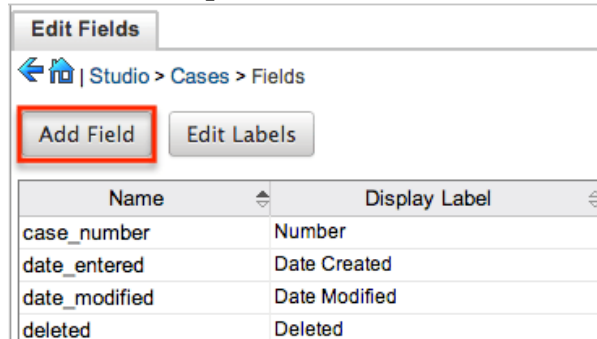 Edit Fields
| Studio > Cases > Fields
Add Field Edit Labels
Name Display Label
case_number Number
date_entered Date Created
date_modified Date Modified
deleted Deleted